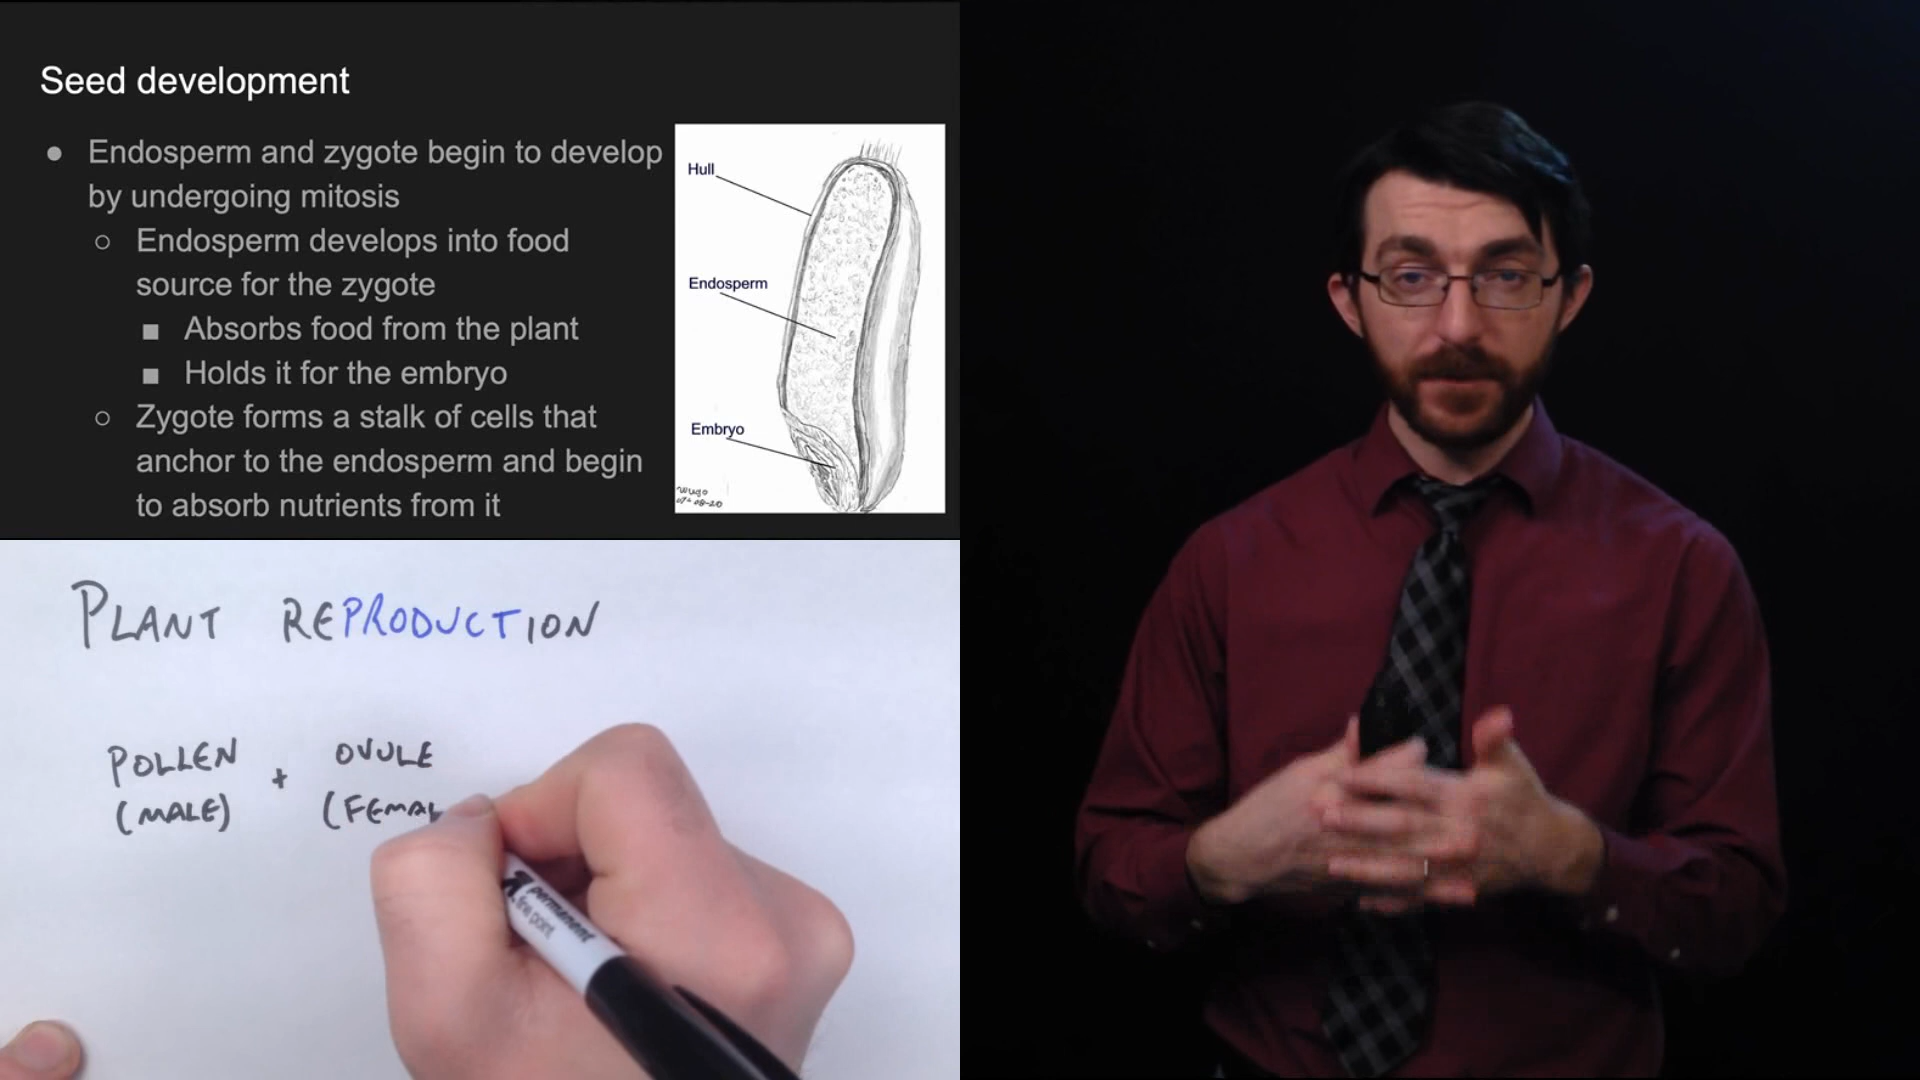 Seed development
● Endosperm and zygote begin to develop
by undergoing mitosis
○ Endosperm develops into food
source for the zygote
■ Absorbs food from the plant
■ Holds it for the embryo
○ Zygote forms a stalk of cells that
anchor to the endosperm and begin
to absorb nutrients from it
Hull
Endosperm
Embryo
PLANT REPRODUCTION
POLLEN + OVULE
(MALE) (FEMAL
permanent
fine point